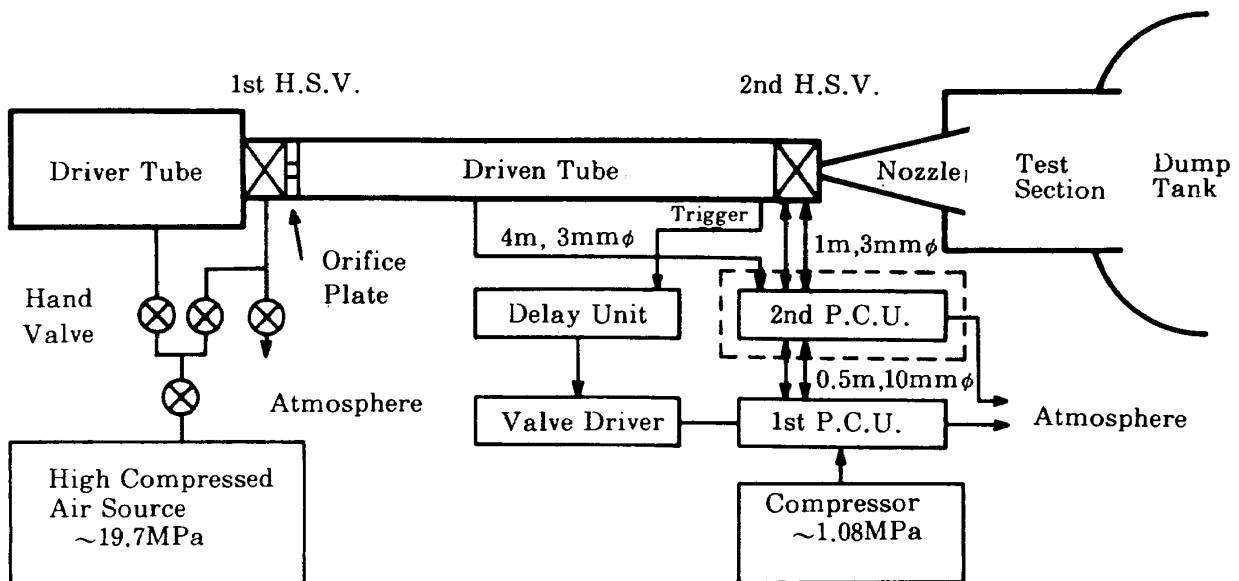 1st H.S.V.
2nd H.S.V.
Driver Tube
Driven Tube
Nozzle
Test
Section
Dump
Tank
Trigger
4m, 3mmφ
1m,3mmφ
Orifice
Plate
Hand
Valve
Delay Unit
2nd P.C.U.
0.5m,10mmφ
Atmosphere
Valve Driver
1st P.C.U.
Atmosphere
High Compressed
Air Source
~19.7MPa
Compressor
~1.08MPa